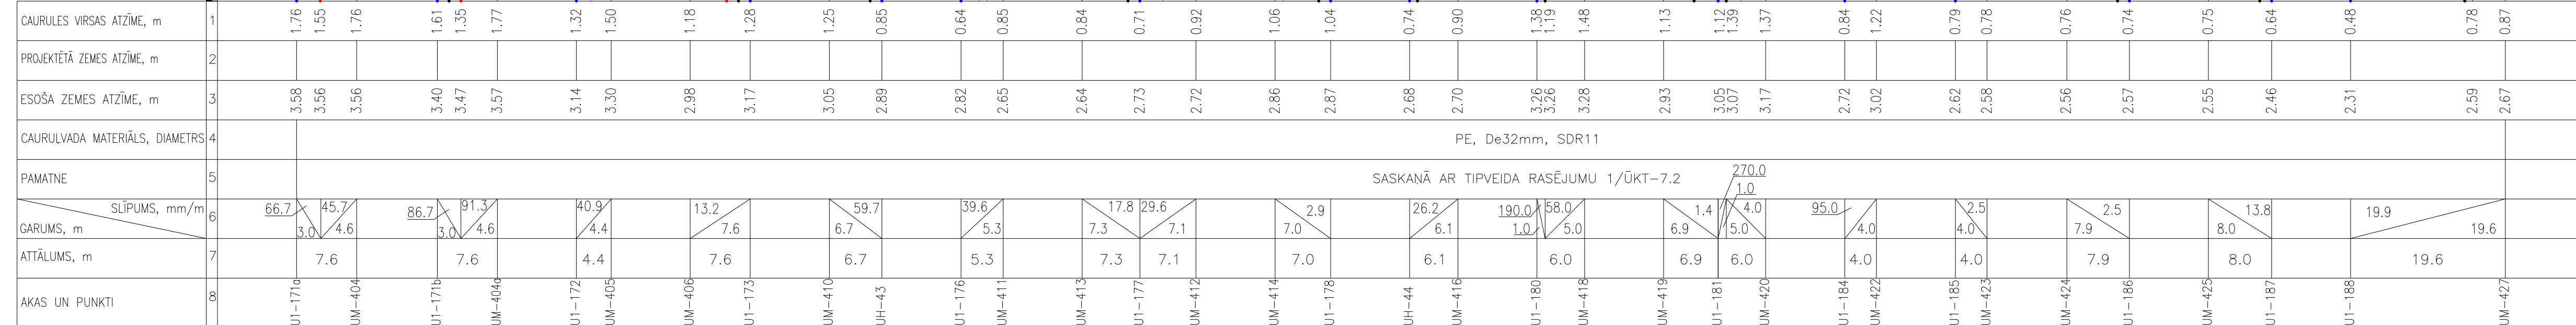 CAURULES VIRSAS ATZĪME, m 1 1.76 1.55 1.76 1.61 1.35 1.77 1.32 1.50 1.18 1.28 1.25 0.85 0.64 0.85 0.84 0.71 0.92 1.06 1.04 0.74 0.90 1.38 1.19 1.48 1.13 1.12 1.39 1.37 0.84 1.22 0.79 0.78 0.76 0.74 0.75 0.64 0.48 0.78 0.87
PROJEKTĒTĀ ZEMES ATZĪME, m 2
ESOŠA ZEMES ATZĪME, m 3 3.58 3.56 3.56 3.40 3.47 3.57 3.14 3.30 2.98 3.17 3.05 2.89 2.82 2.65 2.64 2.73 2.72 2.86 2.87 2.68 2.70 3.26 3.26 3.28 2.93 3.05 3.07 3.17 2.72 3.02 2.62 2.58 2.56 2.57 2.55 2.46 2.31 2.59 2.67
CAURUĻVADA MATERIĀLS, DIAMETRS 4 PE, De32mm, SDR11
PAMATNE 5 SASKAŅĀ AR TIPVEIDA RASĒJUMU 1/ŪKT-7.2 270.0
1.0
SLĪPUMS, mm/m 6 66.7 45.7 86.7 91.3 40.9 13.2 59.7 39.6 17.8 29.6 2.9 26.2 190.0 58.0 1.4 4.0 95.0 2.5 2.5 13.8 19.9
GARUMS, m 3.0 4.6 3.0 4.6 4.4 7.6 6.7 5.3 7.3 7.1 7.0 6.1 1.0 5.0 6.9 5.0 4.0 4.0 7.9 8.0 19.6
ATTĀLUMS, m 7 7.6 7.6 4.4 7.6 6.7 5.3 7.3 7.1 7.0 6.1 6.0 6.9 6.0 4.0 4.0 7.9 8.0 19.6
AKAS UN PUNKTI 8 U1-171a UM-404 U1-171b UM-404a U1-172 UM-405 UM-406 U1-173 UM-410 UH-43 U1-176 UM-411 UM-413 U1-177 UM-412 UM-414 U1-178 UH-44 UM-416 U1-180 UM-418 UM-419 U1-181 UM-420 U1-184 UM-422 U1-185 UM-423 UM-424 U1-186 UM-425 U1-187 U1-188 UM-427